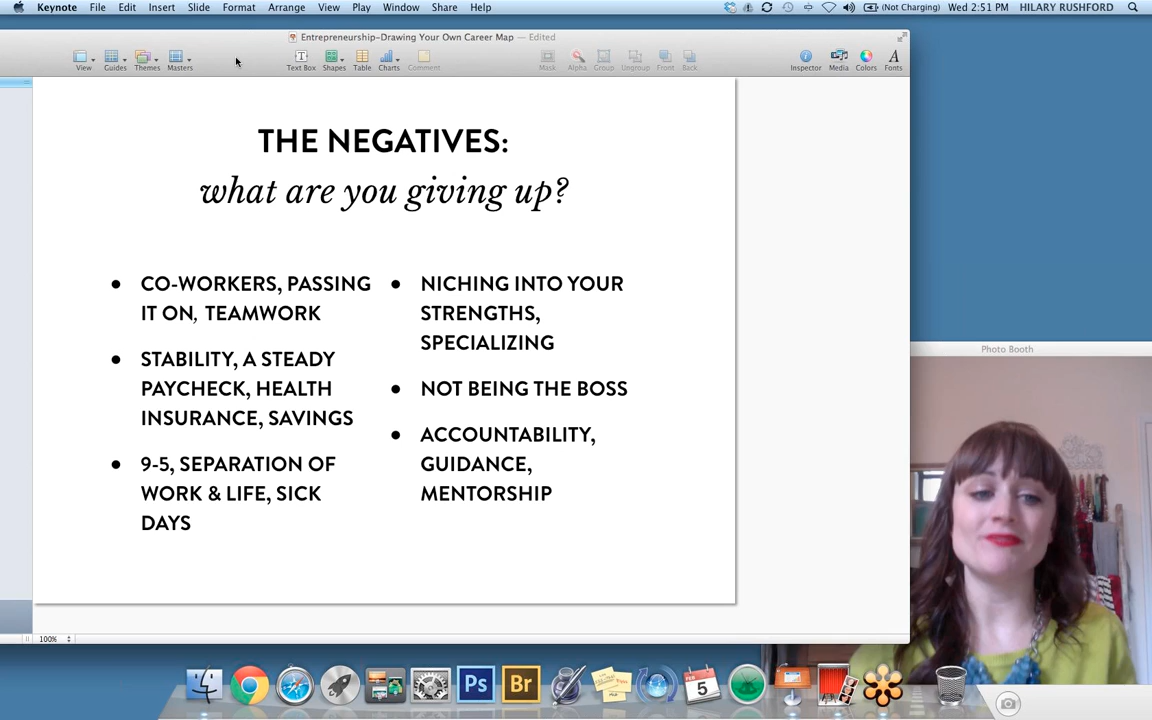 Keynote File Edit Insert Slide Format Arrange View Play Window Share Help (Not Charging) Wed 2:51 PM HILARY RUSHFORD
Entrepreneurship~Drawing Your Own Career Map — Edited
View Guides Themes Masters Text Box Shapes Table Charts Comment Mask Alpha Group Ungroup Front Back Inspector Media Colors Fonts
THE NEGATIVES:
what are you giving up?
• CO-WORKERS, PASSING
IT ON, TEAMWORK
• STABILITY, A STEADY
PAYCHECK, HEALTH
INSURANCE, SAVINGS
• 9-5, SEPARATION OF
WORK & LIFE, SICK
DAYS
• NICHING INTO YOUR
STRENGTHS,
SPECIALIZING
• NOT BEING THE BOSS
• ACCOUNTABILITY,
GUIDANCE,
MENTORSHIP
Photo Booth
100%
Ps
Br
FEB
5